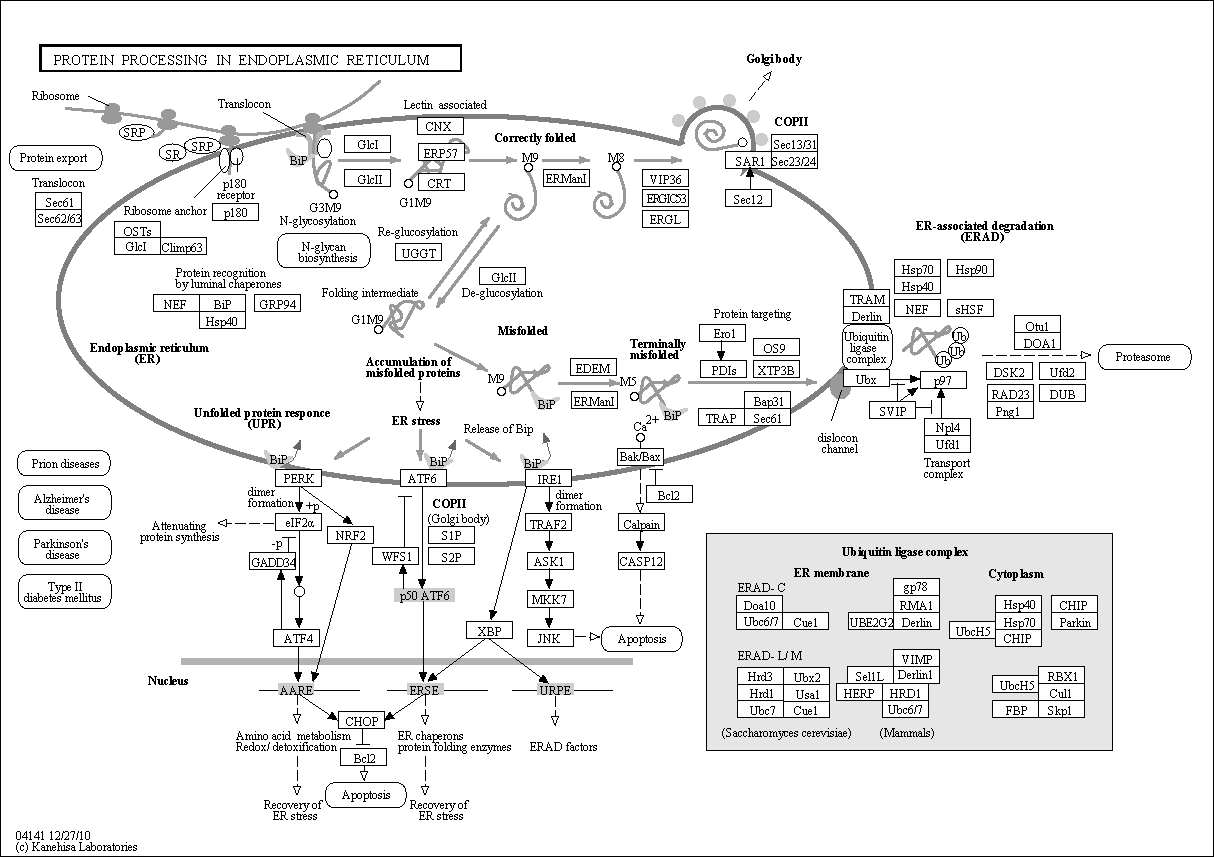 PROTEIN PROCESSING IN ENDOPLASMIC RETICULUM
Golgi body
Ribosome
Translocon
Lectin associated
SRP
SR
SRP
Protein export
Translocon
Sec61
Sec62/63
p180
receptor
p180
Ribosome anchor
OSTs
GlcI
Climp63
BiP
G3M9
N-glycosylation
N-glycan
biosynthesis
GlcI
GlcII
CNX
ERP57
CRT
G1M9
Correctly folded
M9
ERManI
M8
VIP36
ERGIC53
ERGL
COPII
Sec13/31
SAR1
Sec23/24
Sec12
Re-glucosylation
UGGT
GlcII
De-glucosylation
Protein recognition
by luminal chaperones
NEF
BiP
GRP94
Hsp40
Folding intermediate
G1M9
Endoplasmic reticulum
(ER)
Misfolded
Accumulation of
misfolded proteins
M9
BiP
EDEM
ERManI
Terminally
misfolded
M5
BiP
Protein targeting
Ero1
PDIs
OS9
XTP3B
Bap31
TRAP
Sec61
ER-associated degradation
(ERAD)
Hsp70
Hsp40
Hsp90
TRAM
Derlin
NEF
sHSF
Ubiquitin
ligase
complex
Ub
Ub
Ub
Otu1
DOA1
Proteasome
Ubx
p97
DSK2
Ufd2
RAD23
DUB
Png1
SVIP
Npl4
Ufd1
Transport
complex
dislocon
channel
Unfolded protein responce
(UPR)
ER stress
Release of Bip
Ca2+
Bak/Bax
Bcl2
Calpain
CASP12
Apoptosis
Prion diseases
Alzheimer's
disease
Parkinson's
disease
Type II
diabetes mellitus
BiP
PERK
dimer
formation
+p
eIF2α
Attenuating
protein synthesis
-p
GADD34
NRF2
ATF4
BiP
ATF6
COPII
(Golgi body)
S1P
S2P
WFS1
p50 ATF6
BiP
IRE1
dimer
formation
TRAF2
ASK1
MKK7
JNK
XBP
Nucleus
AARE
ERSE
URPE
CHOP
Amino acid metabolism
Redox/ detoxification
ER chaperons
protein folding enzymes
ERAD factors
Bcl2
Recovery of
ER stress
Apoptosis
Recovery of
ER stress
Ubiquitin ligase complex
ER membrane
Cytoplasm
ERAD- C
Doa10
Ubc6/7
Cue1
gp78
RMA1
UBE2G2
Derlin
Hsp40
Hsp70
UbcH5
CHIP
CHIP
Parkin
ERAD- L/ M
Hrd3
Ubx2
Hrd1
Usa1
Ubc7
Cue1
VIMP
Sel1L
Derlin1
HERP
HRD1
Ubc6/7
RBX1
UbcH5
Cul1
FBP
Skp1
(Saccharomyces cerevisiae)
(Mammals)
04141 12/27/10
(c) Kanehisa Laboratories